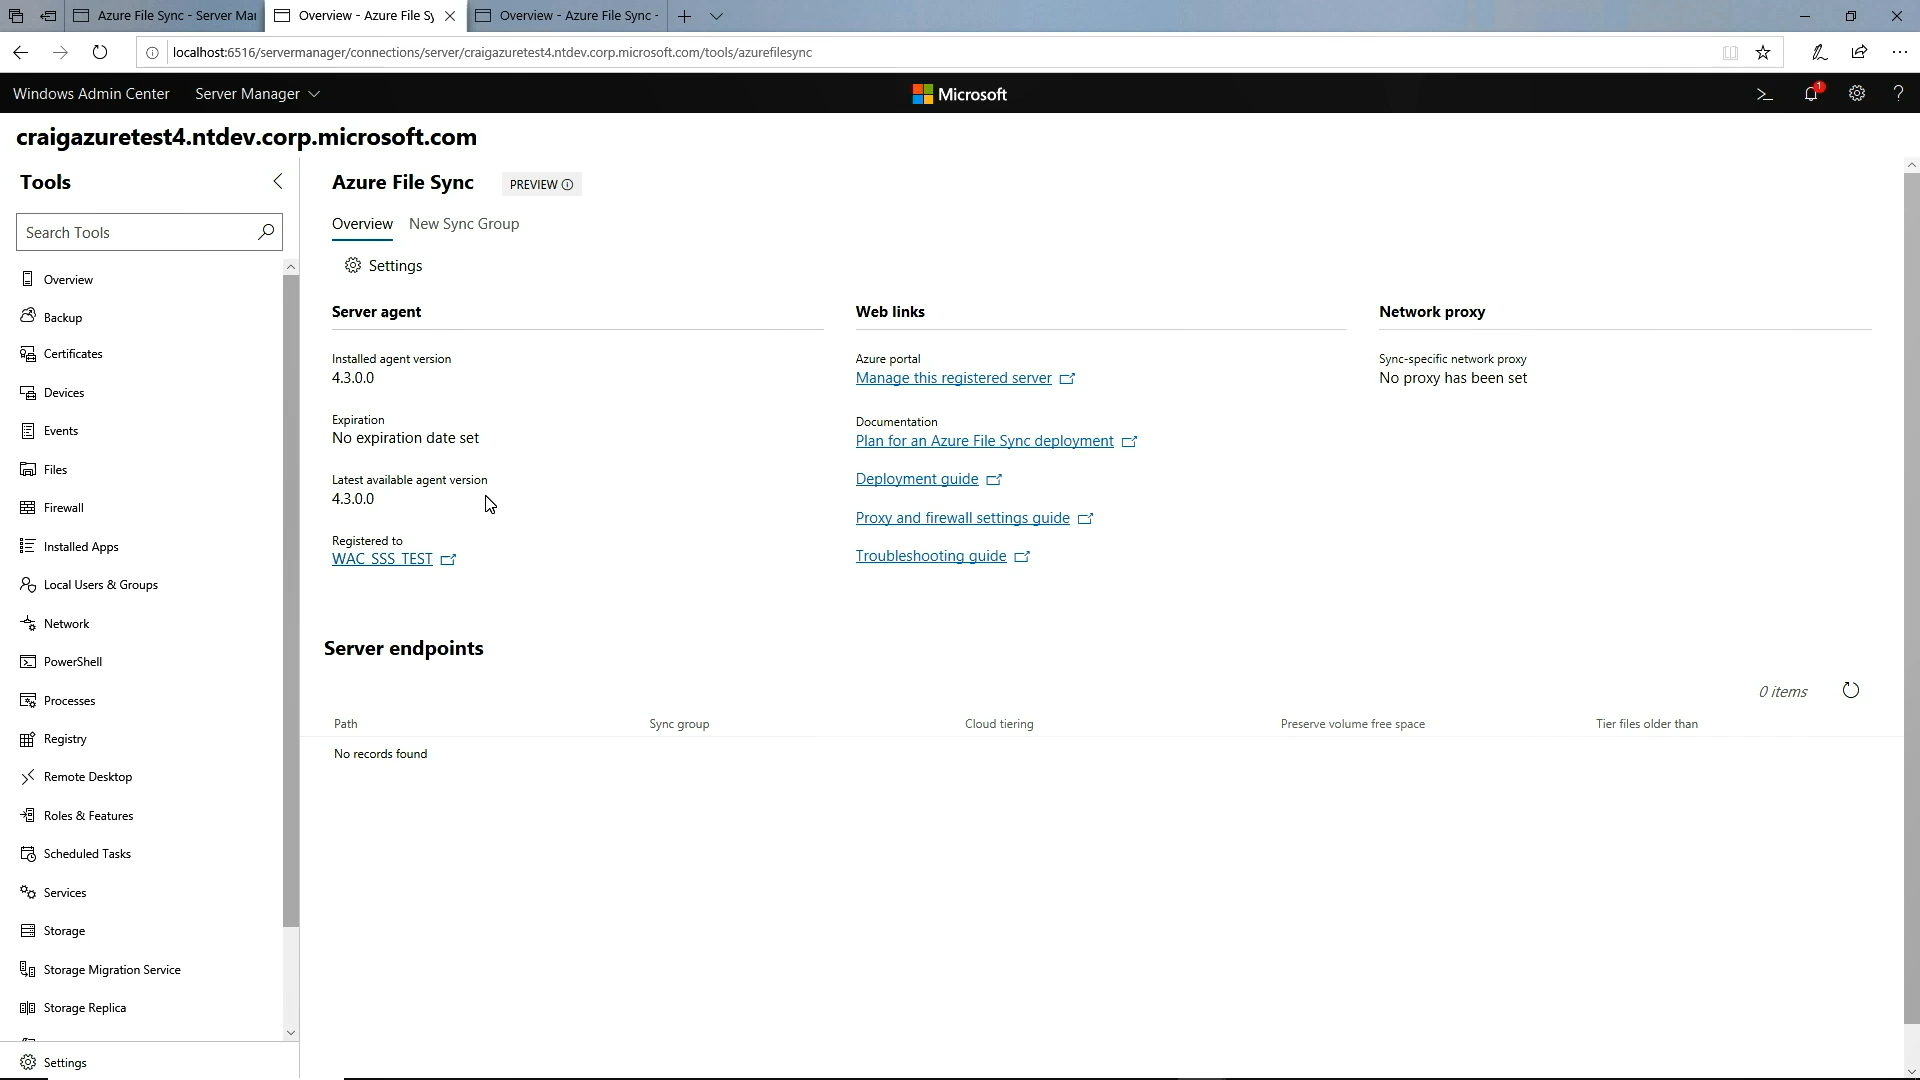 Azure File Sync - Server Mar
Overview - Azure File Sy
Overview - Azure File Sync -
localhost:6516/servermanager/connections/server/craigazuretest4.ntdev.corp.microsoft.com/tools/azurefilesync
Windows Admin Center
Server Manager
Microsoft
1
?
craigazuretest4.ntdev.corp.microsoft.com
Tools
Search Tools
Overview
Backup
Certificates
Devices
Events
Files
Firewall
Installed Apps
Local Users & Groups
Network
PowerShell
Processes
Registry
Remote Desktop
Roles & Features
Scheduled Tasks
Services
Storage
Storage Migration Service
Storage Replica
Settings
Azure File Sync
PREVIEW
Overview
New Sync Group
Settings
Server agent
Installed agent version
4.3.0.0
Expiration
No expiration date set
Latest available agent version
4.3.0.0
Registered to
WAC_SSS_TEST
Web links
Azure portal
Manage this registered server
Documentation
Plan for an Azure File Sync deployment
Deployment guide
Proxy and firewall settings guide
Troubleshooting guide
Network proxy
Sync-specific network proxy
No proxy has been set
Server endpoints
0 items
Path
Sync group
Cloud tiering
Preserve volume free space
Tier files older than
No records found